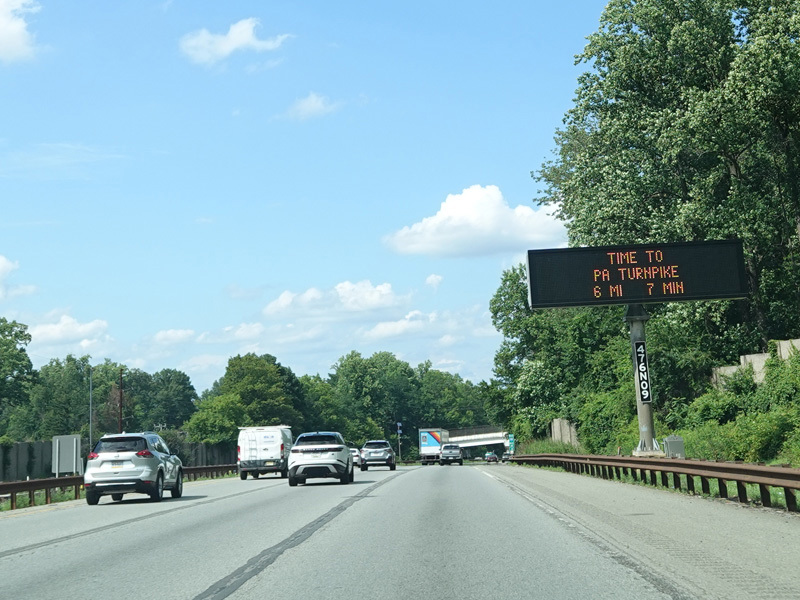 TIME TO
PA TURNPIKE
6 MI 7 MIN
476N09